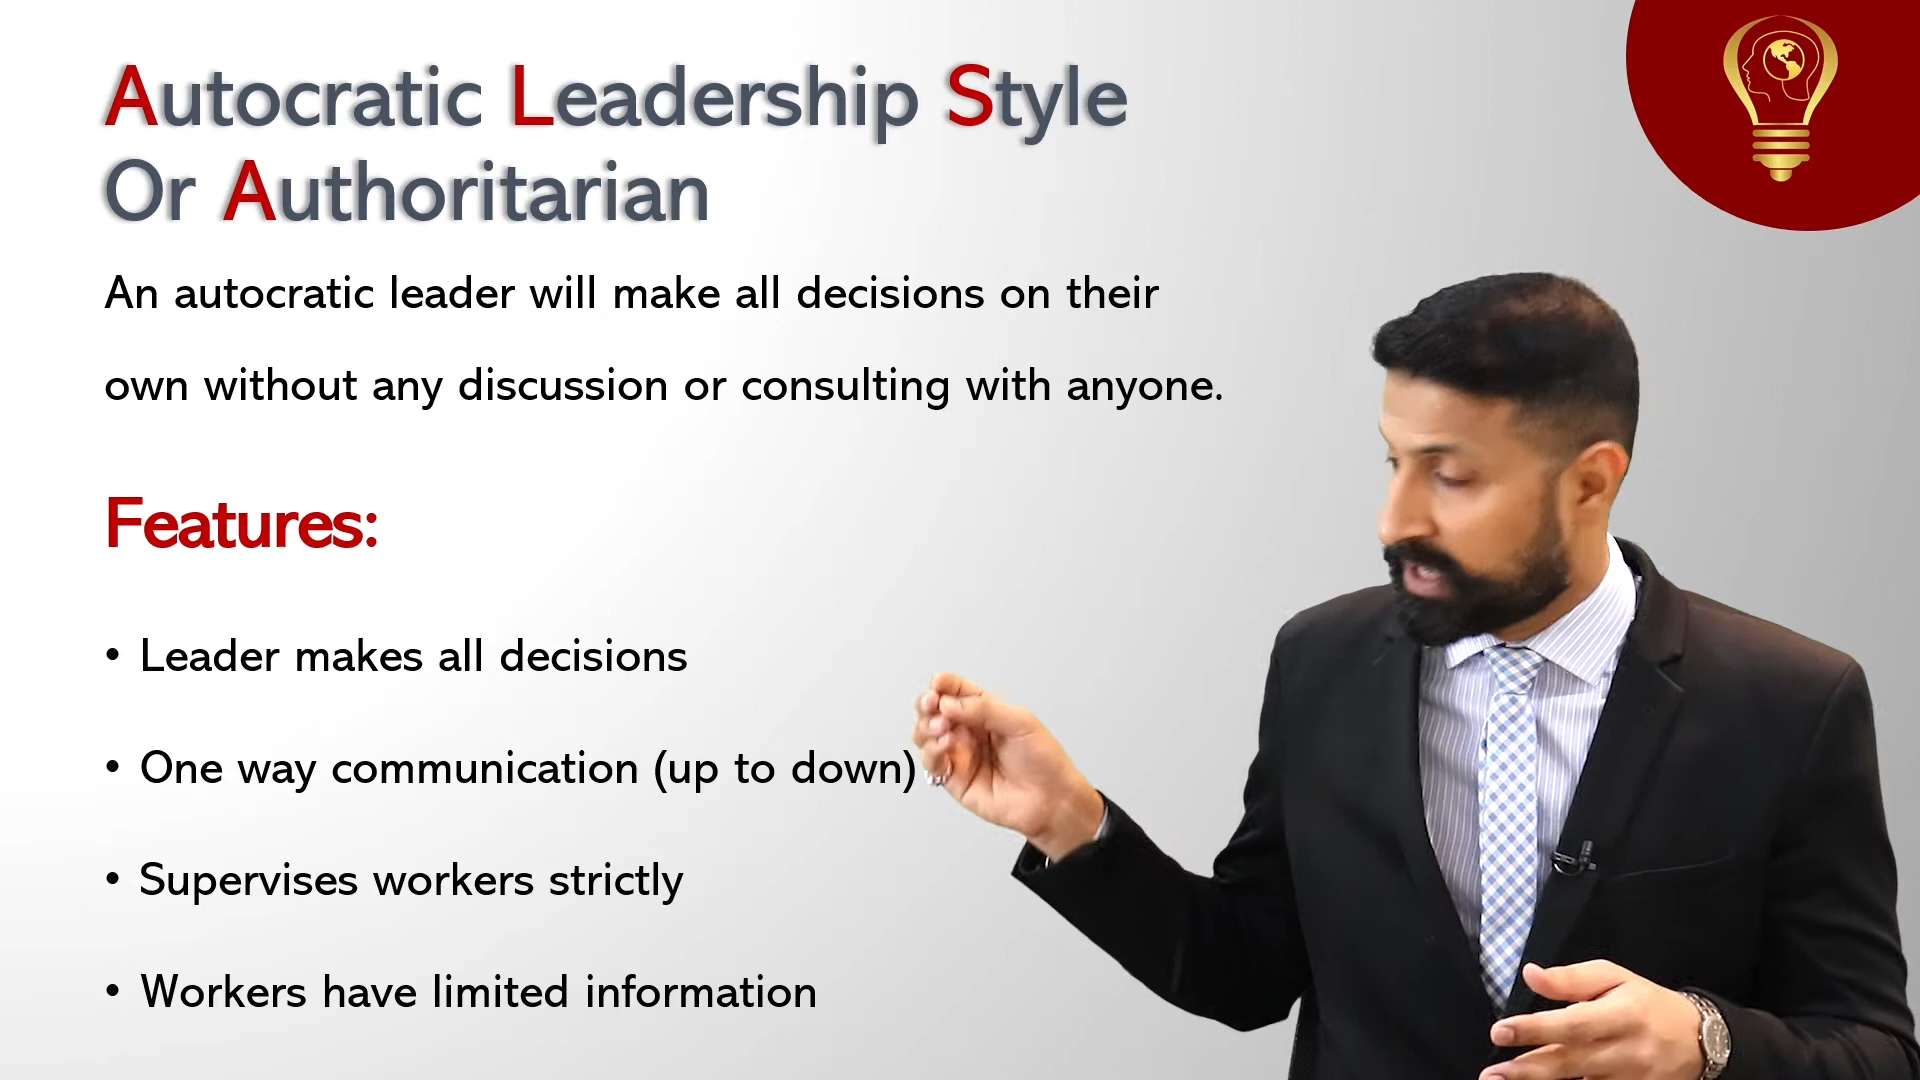 Autocratic Leadership Style
Or Authoritarian
An autocratic leader will make all decisions on their
own without any discussion or consulting with anyone.
Features:
• Leader makes all decisions
• One way communication (up to down)
• Supervises workers strictly
• Workers have limited information